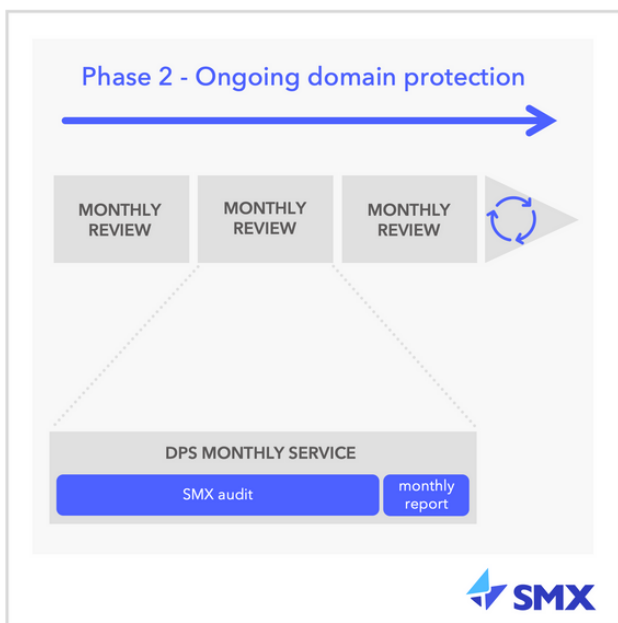 Phase 2 - Ongoing domain protection
MONTHLY
REVIEW
MONTHLY
REVIEW
MONTHLY
REVIEW
DPS MONTHLY SERVICE
SMX audit
monthly
report
SMX